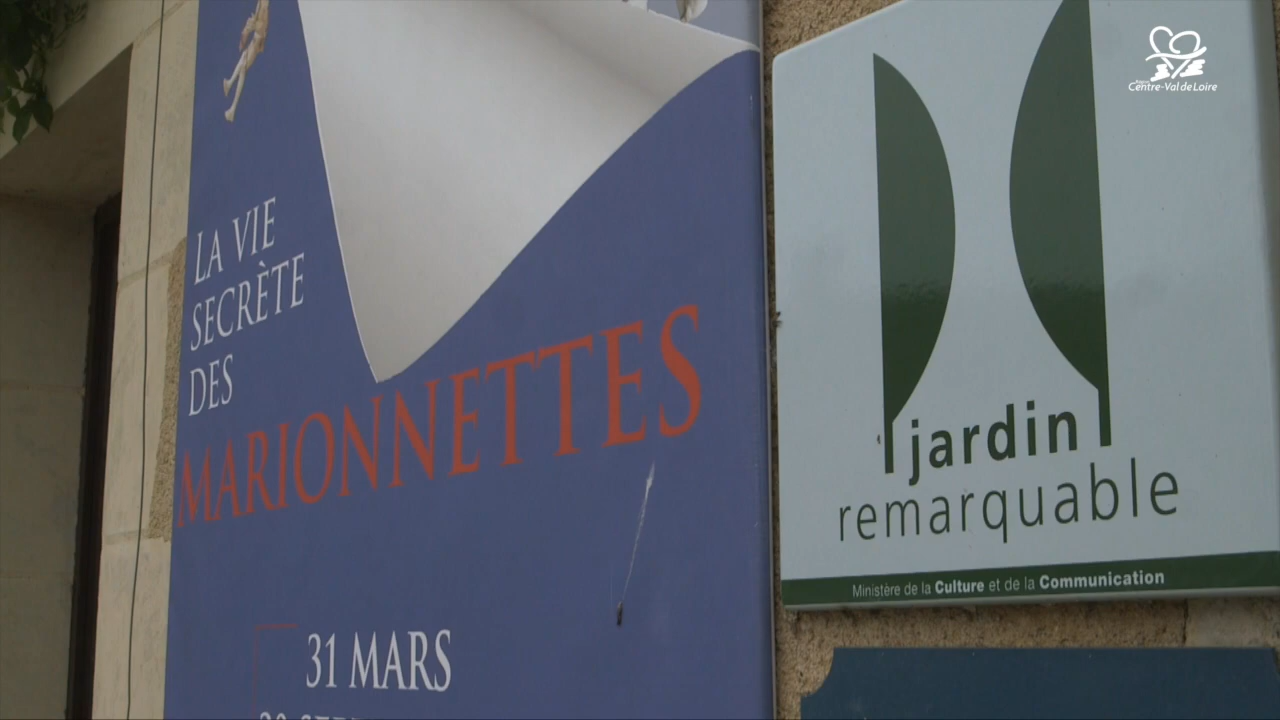 LA VIE
SECRÈTE
DES
MARIONNETTES
31 MARS
jardin
remarquable
Ministère de la Culture et de la Communication
Centre-Val de Loire